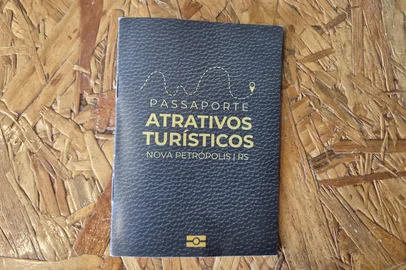 PASSAPORTE
ATRATIVOS
TURÍSTICOS
NOVA PETRÓPOLIS | RS